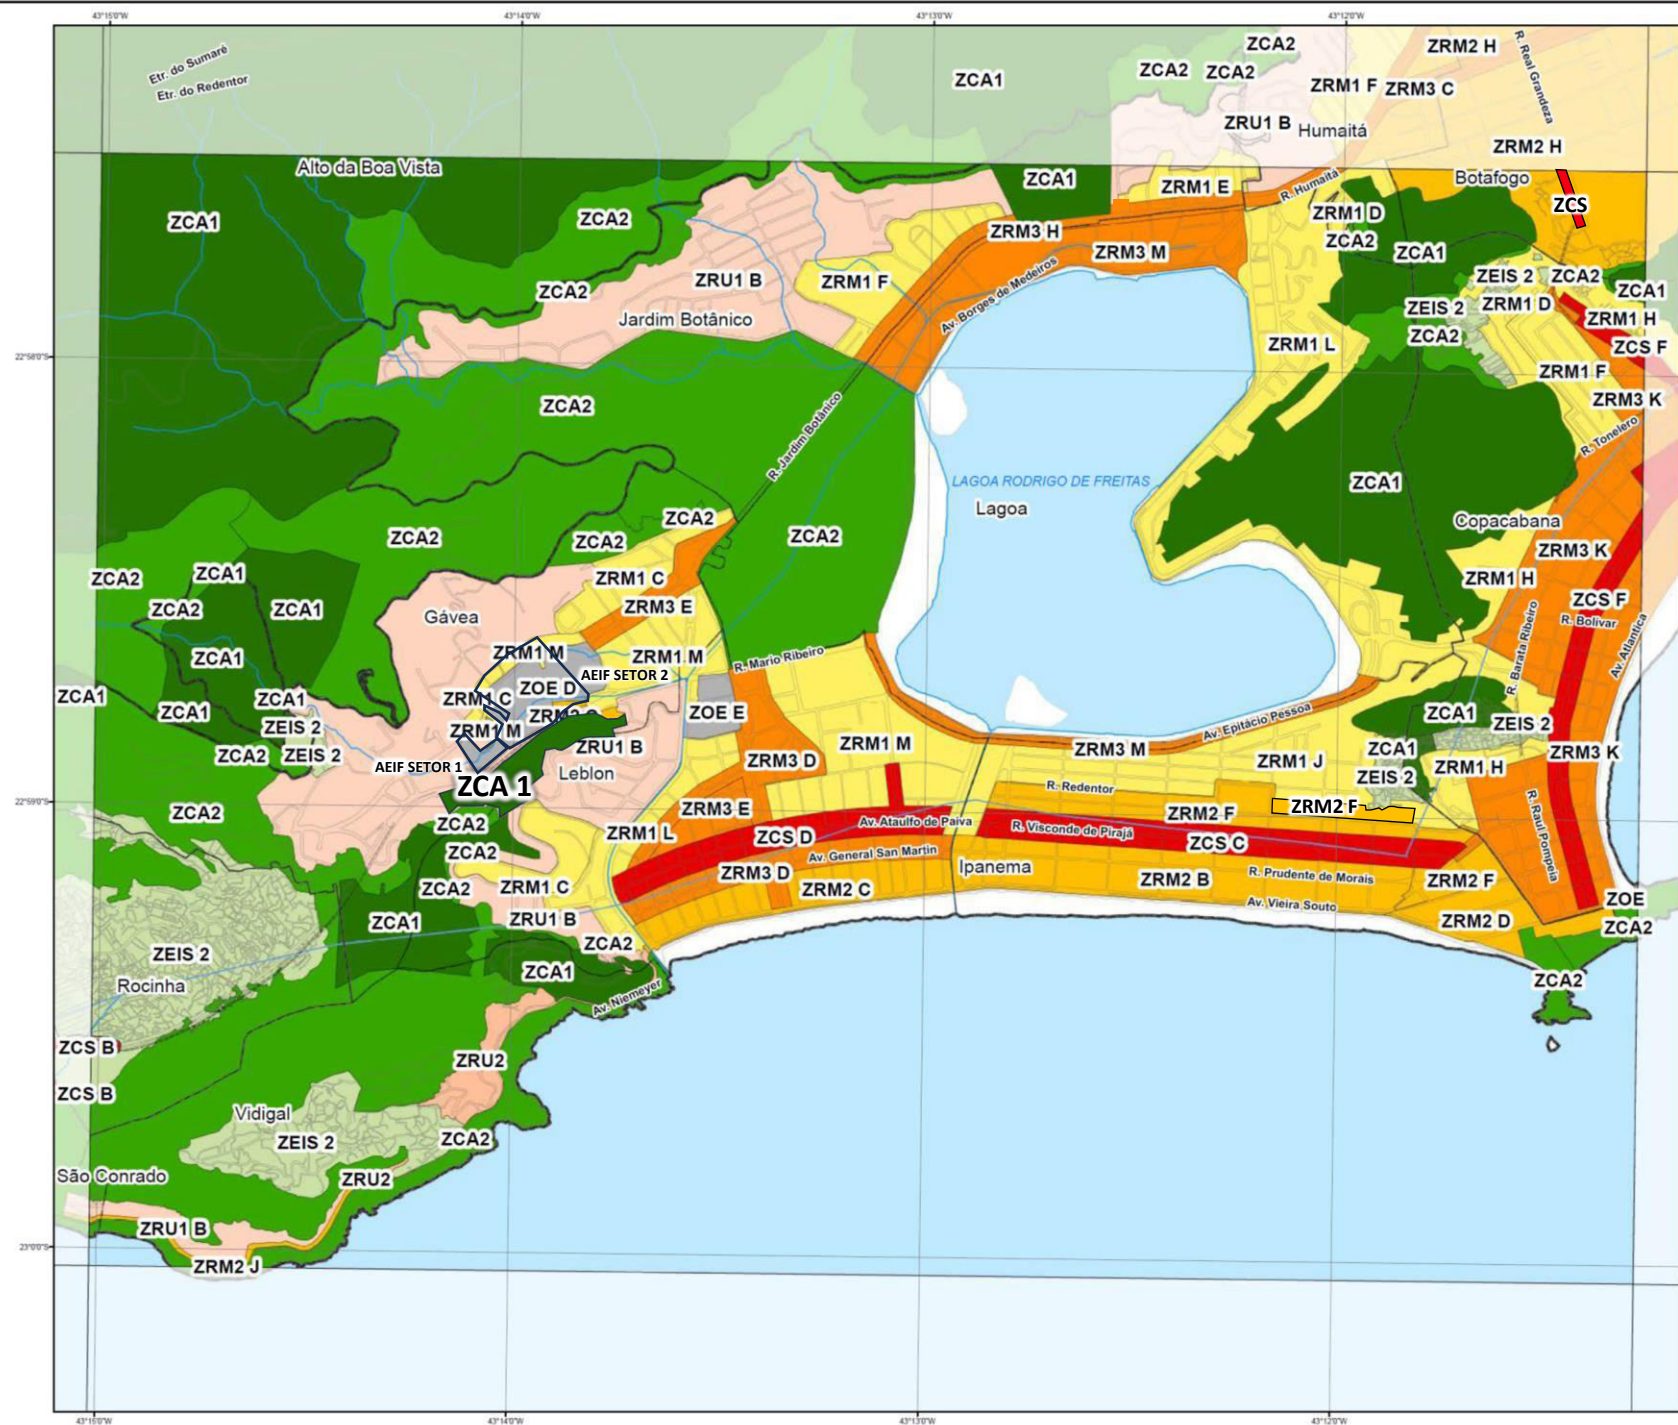 43°15'0"W
43°14'0"W
43°13'0"W
43°12'0"W
Etr. do Sumaré
Etr. do Redentor
ZCA1
ZCA2
ZCA2
ZCA2
ZRM2 H
R. Real Grandeza
ZRM1 F
ZRM3 C
ZRU1 B
Humaitá
ZRM2 H
Alto da Boa Vista
ZCA1
ZCA2
ZCA1
ZRM1 E
R. Humaitá
Botafogo
ZCS
ZRM1 D
ZCA2
ZCA1
ZRM3 H
ZRM3 M
ZCA2
ZRU1 B
ZRM1 F
Av. Borges de Medeiros
Jardim Botânico
ZEIS 2
ZCA2
ZCA1
ZEIS 2
ZRM1 D
ZRM1 H
ZCA2
ZCS F
ZRM1 L
22°58'0"S
ZRM1 F
ZRM3 K
ZCA2
R. Jardim Botânico
R. Tonelero
LAGOA RODRIGO DE FREITAS
Lagoa
ZCA1
Copacabana
ZCA2
ZCA2
ZCA2
ZCA2
ZRM3 K
ZCA2
ZCA1
ZRM1 C
ZRM1 H
ZCA2
ZCA1
ZRM3 E
ZCS F
R. Bolivar
Gávea
R. Barata Ribeiro
Av. Atlantica
ZCA1
ZRM1 M
ZRM1 M
R. Mario Ribeiro
AEIF SETOR 2
ZCA1
ZCA1
ZRM1 C
ZOE D
ZCA1
ZOE E
ZEIS 2
ZRM1 M
ZRU1 B
Av. Epitácio Pessoa
ZCA1
ZEIS 2
ZCA2
ZEIS 2
AEIF SETOR 1
ZCA 1
Leblon
ZRM3 D
ZRM1 M
ZRM3 M
ZRM1 J
ZCA1
ZEIS 2
ZRM1 H
ZRM3 K
22°59'0"S
ZCA2
ZCA2
ZRM3 E
R. Redentor
ZRM2 F
ZRM2 F
ZRM1 L
ZCS D
Av. Ataulfo de Paiva
R. Visconde de Pirajá
ZCS C
R. Raul Pompeia
ZCA2
Av. General San Martin
ZRM3 D
Ipanema
ZCA2
ZRM1 C
ZRM2 C
ZRM2 B
R. Prudente de Morais
ZRM2 F
ZCA1
ZRU1 B
Av. Vieira Souto
ZRM2 D
ZOE
ZCA2
ZCA2
ZEIS 2
Rocinha
ZCA1
Av. Niemeyer
ZCA2
ZCS B
ZRU2
ZCS B
Vidigal
ZEIS 2
ZCA2
São Conrado
ZRU2
ZRU1 B
ZRM2 J
23°0'0"S
43°15'0"W
43°14'0"W
43°13'0"W
43°12'0"W